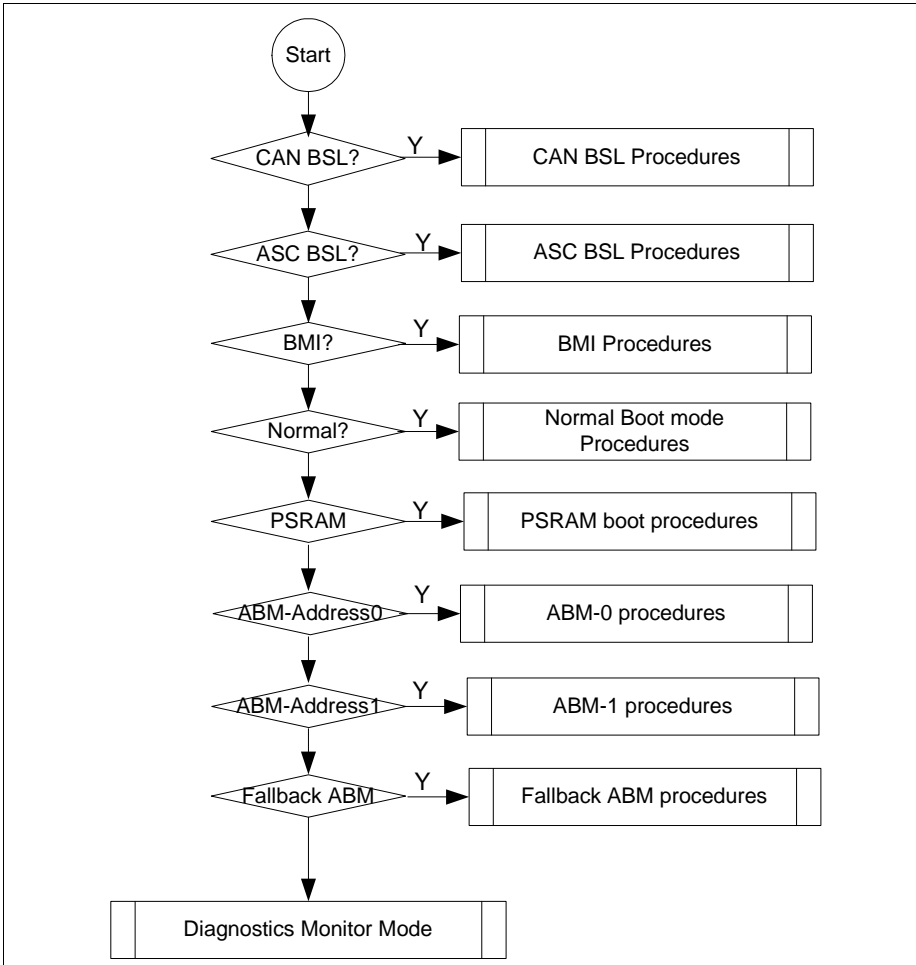 Start
CAN BSL?
Y
CAN BSL Procedures
ASC BSL?
Y
ASC BSL Procedures
BMI?
Y
BMI Procedures
Normal?
Y
Normal Boot mode
Procedures
PSRAM
Y
PSRAM boot procedures
ABM-Address0
Y
ABM-0 procedures
ABM-Address1
Y
ABM-1 procedures
Fallback ABM
Y
Fallback ABM procedures
Diagnostics Monitor Mode